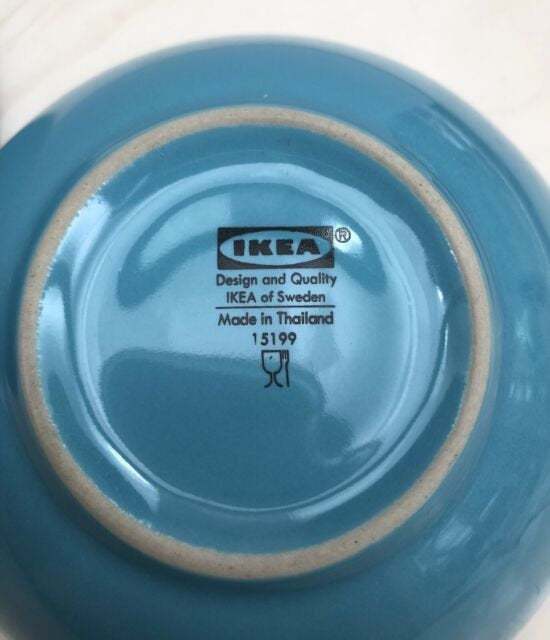 IKEA®
Design and Quality
IKEA of Sweden
Made in Thailand
15199